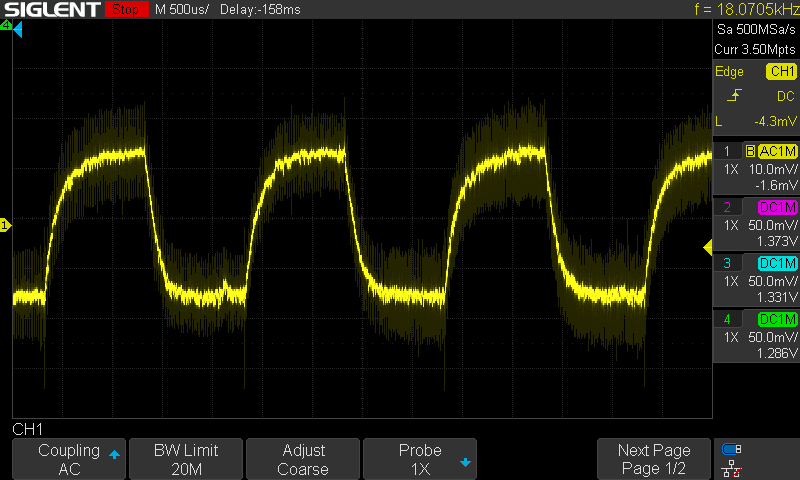 SIGLENT Stop M 500us/ Delay:-158ms f = 18.0705kHz
Sa 500MSa/s
Curr 3.50Mpts
Edge CH1
DC
L -4.3mV
1 B AC1M
1X 10.0mV/
-1.6mV
2 DC1M
1X 50.0mV/
1.373V
3 DC1M
1X 50.0mV/
1.331V
4 DC1M
1X 50.0mV/
1.286V
4
1
CH1
Coupling
AC
BW Limit
20M
Adjust
Coarse
Probe
1X
Next Page
Page 1/2